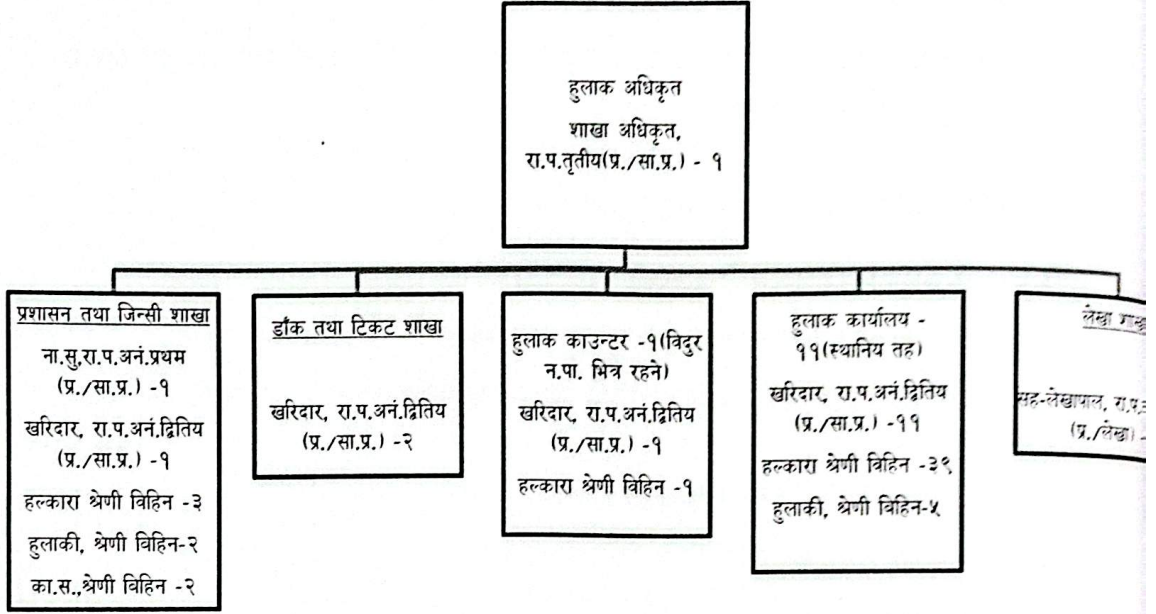 हुलाक अधिकृत
शाखा अधिकृत,
रा.प.तृतीय(प्र./सा.प्र.) - १
प्रशासन तथा जिन्सी शाखा
ना.सु,रा.प.अनं.प्रथम
(प्र./सा.प्र.) -१
खरिदार, रा.प.अनं.द्वितिय
(प्र./सा.प्र.) -१
हल्कारा श्रेणी विहिन -३
हुलाकी, श्रेणी विहिन-२
का.स.,श्रेणी विहिन -२
डाँक तथा टिकट शाखा
खरिदार, रा.प.अनं.द्वितिय
(प्र./सा.प्र.) -२
हुलाक काउन्टर -१(विदुर
न.पा. भित्र रहने)
खरिदार, रा.प.अनं.द्वितिय
(प्र./सा.प्र.) -१
हल्कारा श्रेणी विहिन -१
हुलाक कार्यालय -
११(स्थानिय तह)
खरिदार, रा.प.अनं.द्वितिय
(प्र./सा.प्र.) -११
हल्कारा श्रेणी विहिन -३९
हुलाकी, श्रेणी विहिन-५
लेखा
सह-लेखापाल, रा.प.
(प्र./लेखा) -